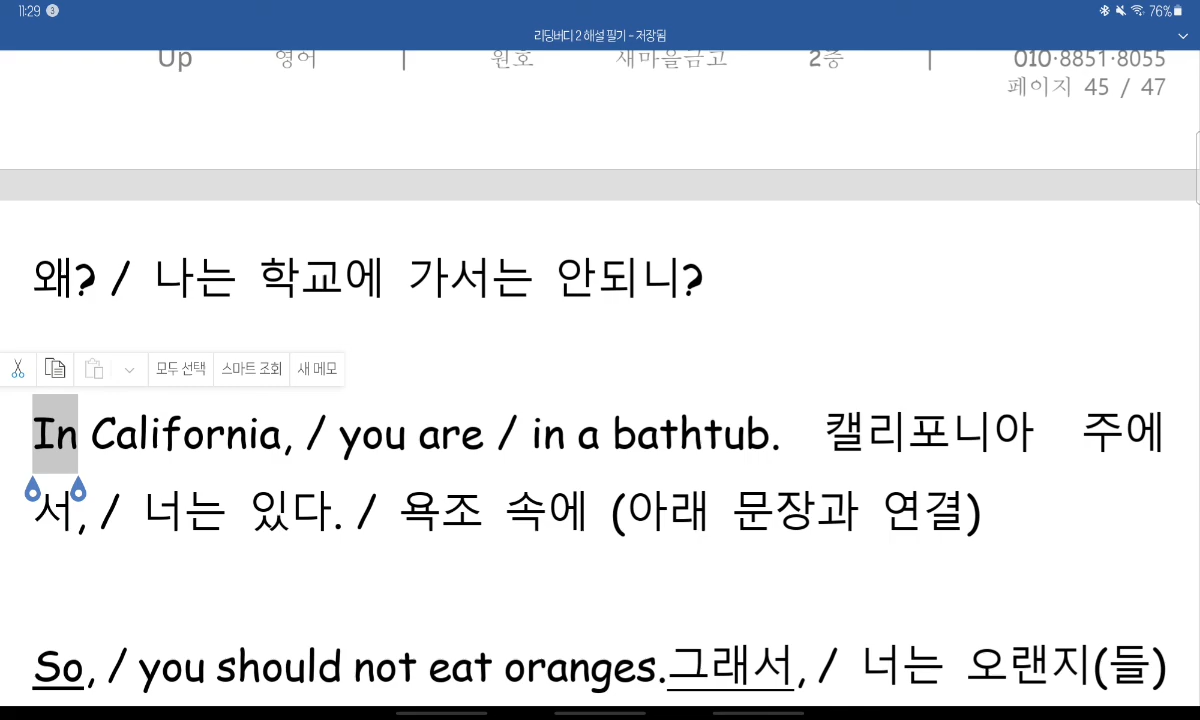 11:29 3 76%
리딩버디 2 해설 필기 - 저장됨
Up 영어 | 원호 새마을금고 2층 | 010·8851·8055
페이지 45 / 47
왜? / 나는 학교에 가서는 안되니?
모두 선택 스마트 조회 새 메모
In California, / you are / in a bathtub. 캘리포니아 주에
서, / 너는 있다. / 욕조 속에 (아래 문장과 연결)
So, / you should not eat oranges.그래서, / 너는 오랜지(들)